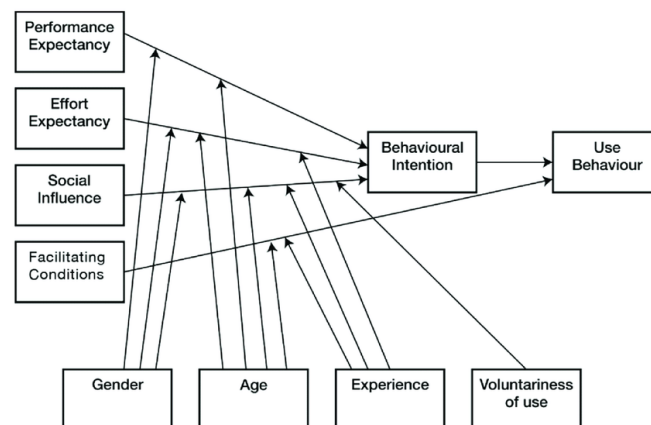 Performance
Expectancy
Effort
Expectancy
Social
Influence
Facilitating
Conditions
Behavioural
Intention
Use
Behaviour
Gender
Age
Experience
Voluntariness
of use